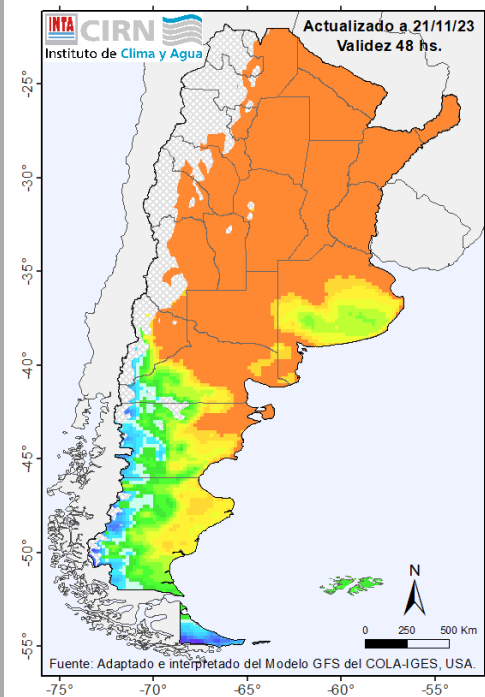 INTA CIRN
Instituto de Clima y Agua
Actualizado a 21/11/23
Validez 48 hs.
-25°
-30°
-35°
-40°
-45°
-50°
-55°
N
0 250 500 Km
Fuente: Adaptado e interpretado del Modelo GFS del COLA-IGES, USA.
-75° -70° -65° -60° -55°